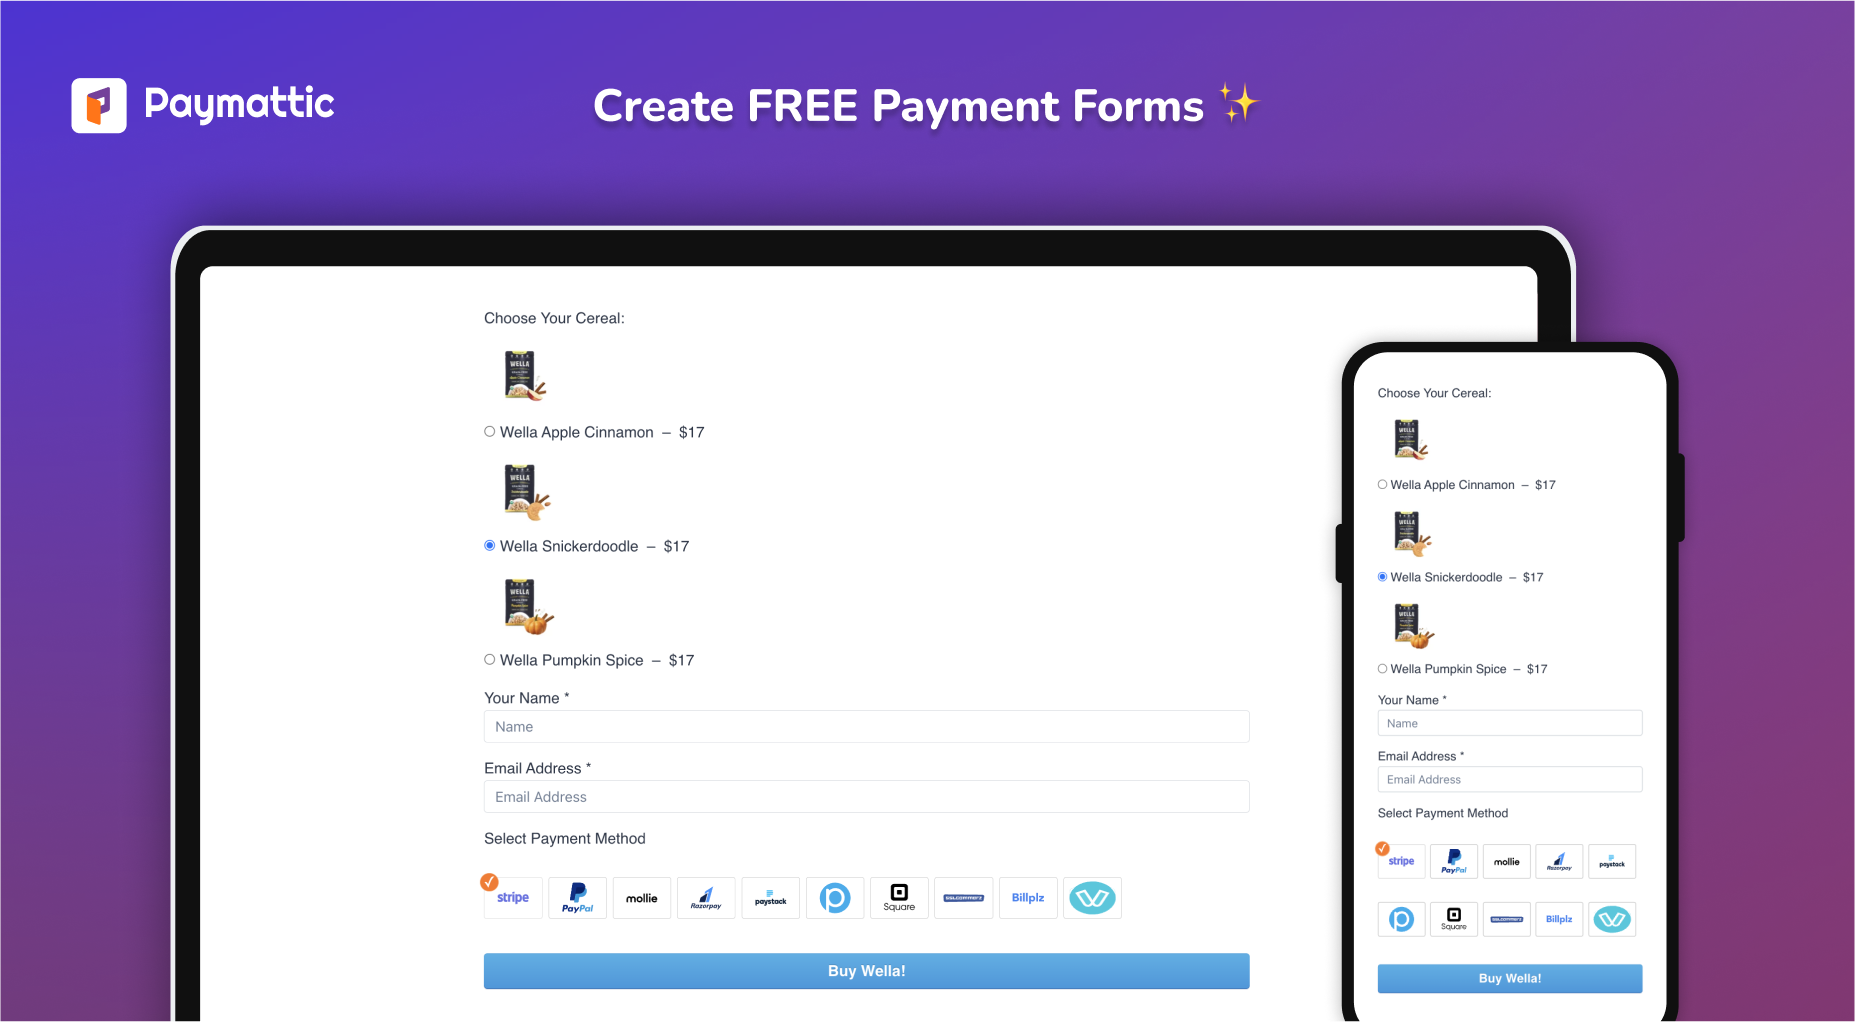 Paymattic
Create FREE Payment Forms ✨
Choose Your Cereal:
WELLA
Wella Apple Cinnamon – $17
WELLA
Wella Snickerdoodle – $17
WELLA
Wella Pumpkin Spice – $17
Your Name *
Name
Email Address *
Email Address
Select Payment Method
stripe PayPal mollie Razorpay paystack Square SSLCOMMERZ Billplz
Buy Wella!
Choose Your Cereal:
WELLA
Wella Apple Cinnamon – $17
WELLA
Wella Snickerdoodle – $17
WELLA
Wella Pumpkin Spice – $17
Your Name *
Name
Email Address *
Email Address
Select Payment Method
stripe PayPal mollie Razorpay paystack
Square SSLCOMMERZ Billplz
Buy Wella!